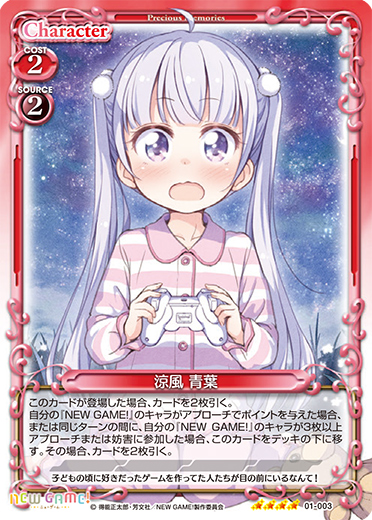 Precious Memories
Character
COST
2
SOURCE
2
涼風 青葉
このカードが登場した場合、カードを2枚引く。
自分の『NEW GAME!』のキャラがアプローチでポイントを与えた場合、
または同じターンの間に、自分の『NEW GAME!』のキャラが3枚以上
アプローチまたは妨害に参加した場合、このカードをデッキの下に移
す。その場合、カードを2枚引く。
子どもの頃に好きだったゲームを作ってた人たちが目の前にいるなんて！
NEW GAME!
ニューゲーム
© 得能正太郎・芳文社／NEW GAME!製作委員会
★★★★ 01-003